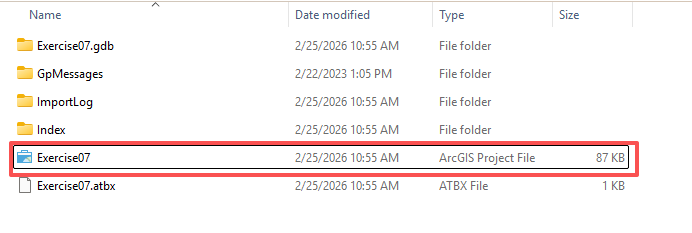 Name Date modified Type Size
Exercise07.gdb 2/25/2026 10:55 AM File folder
GpMessages 2/22/2023 1:05 PM File folder
ImportLog 2/25/2026 10:55 AM File folder
Index 2/25/2026 10:55 AM File folder
Exercise07 2/25/2026 10:55 AM ArcGIS Project File 87 KB
Exercise07.atbx 2/25/2026 10:55 AM ATBX File 1 KB